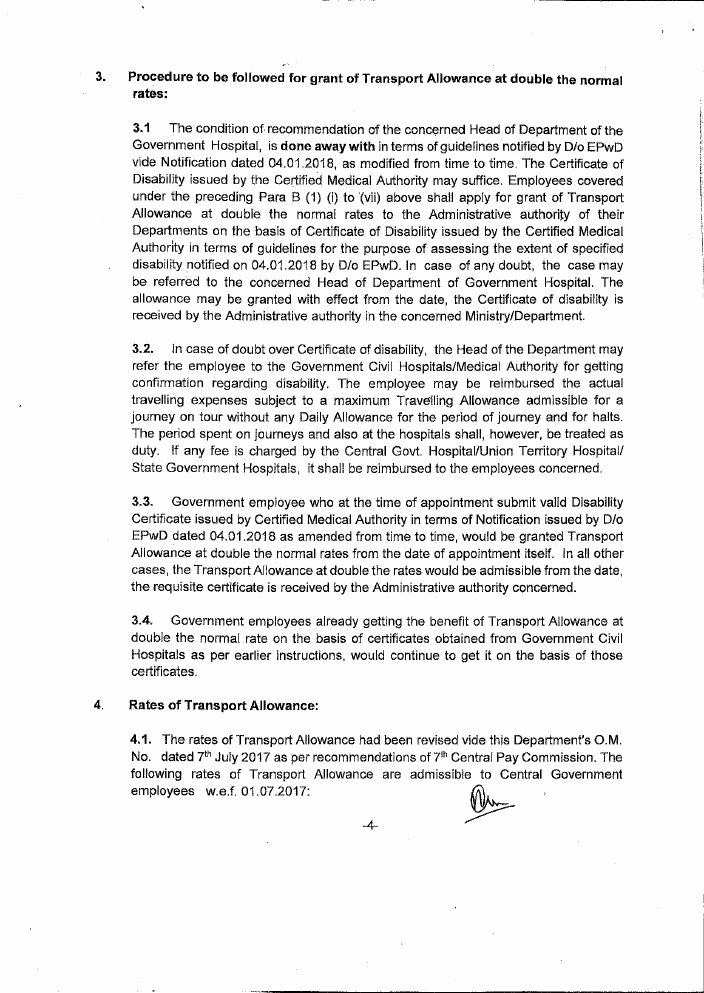 3. Procedure to be followed for grant of Transport Allowance at double the normal
rates:
3.1 The condition of recommendation of the concerned Head of Department of the
Government Hospital, is done away with in terms of guidelines notified by D/o EPwD
vide Notification dated 04.01.2018, as modified from time to time. The Certificate of
Disability issued by the Certified Medical Authority may suffice. Employees covered
under the preceding Para B (1) (i) to (vii) above shall apply for grant of Transport
Allowance at double the normal rates to the Administrative authority of their
Departments on the basis of Certificate of Disability issued by the Certified Medical
Authority in terms of guidelines for the purpose of assessing the extent of specified
disability notified on 04.01.2018 by D/o EPwD. In case of any doubt, the case may
be referred to the concerned Head of Department of Government Hospital. The
allowance may be granted with effect from the date, the Certificate of disability is
received by the Administrative authority in the concerned Ministry/Department.
3.2. In case of doubt over Certificate of disability, the Head of the Department may
refer the employee to the Government Civil Hospitals/Medical Authority for getting
confirmation regarding disability. The employee may be reimbursed the actual
travelling expenses subject to a maximum Travelling Allowance admissible for a
journey on tour without any Daily Allowance for the period of journey and for halts.
The period spent on journeys and also at the hospitals shall, however, be treated as
duty. If any fee is charged by the Central Govt. Hospital/Union Territory Hospital/
State Government Hospitals, it shall be reimbursed to the employees concerned.
3.3. Government employee who at the time of appointment submit valid Disability
Certificate issued by Certified Medical Authority in terms of Notification issued by D/o
EPwD dated 04.01.2018 as amended from time to time, would be granted Transport
Allowance at double the normal rates from the date of appointment itself. In all other
cases, the Transport Allowance at double the rates would be admissible from the date,
the requisite certificate is received by the Administrative authority concerned.
3.4. Government employees already getting the benefit of Transport Allowance at
double the normal rate on the basis of certificates obtained from Government Civil
Hospitals as per earlier instructions, would continue to get it on the basis of those
certificates.
4. Rates of Transport Allowance:
4.1. The rates of Transport Allowance had been revised vide this Department's O.M.
No. dated 7th July 2017 as per recommendations of 7th Central Pay Commission. The
following rates of Transport Allowance are admissible to Central Government
employees w.e.f. 01.07.2017:
-4-